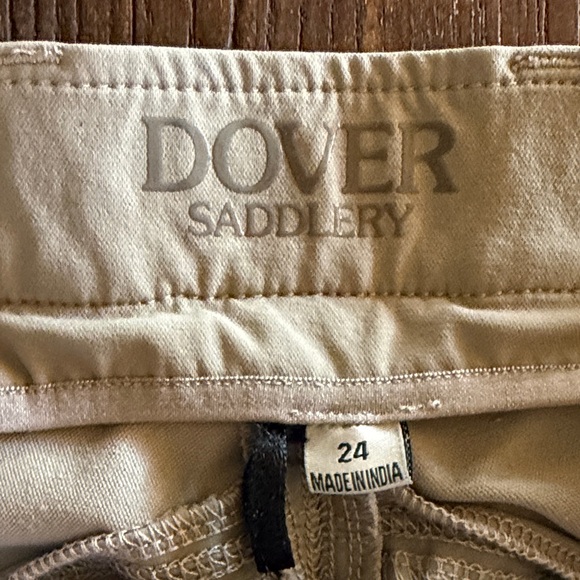 DOVER
SADDLERY
24
MADE IN INDIA